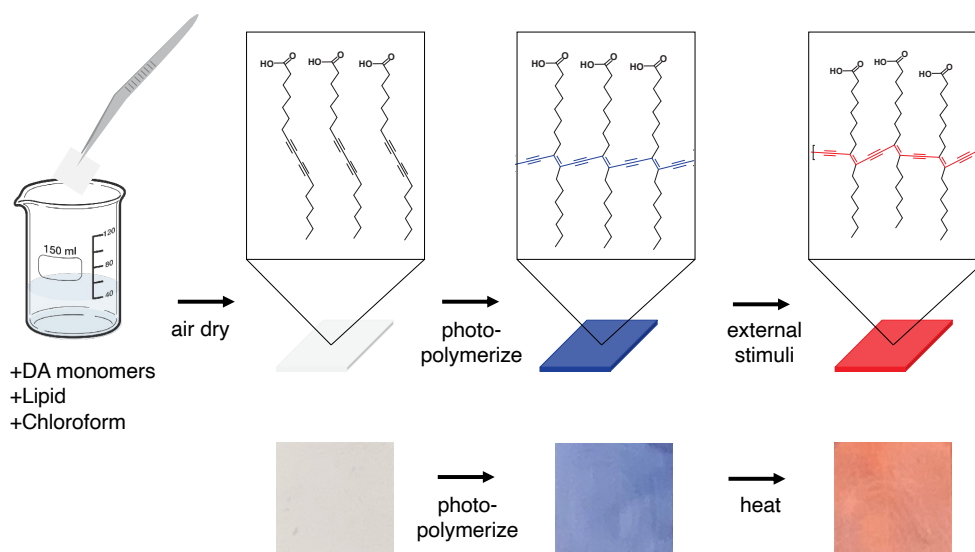 HO
O
HO
O
HO
O
HO
O
HO
O
HO
O
HO
O
HO
O
HO
O
150 ml
120
80
40
air dry
photo-
polymerize
external
stimuli
+DA monomers
+Lipid
+Chloroform
photo-
polymerize
heat